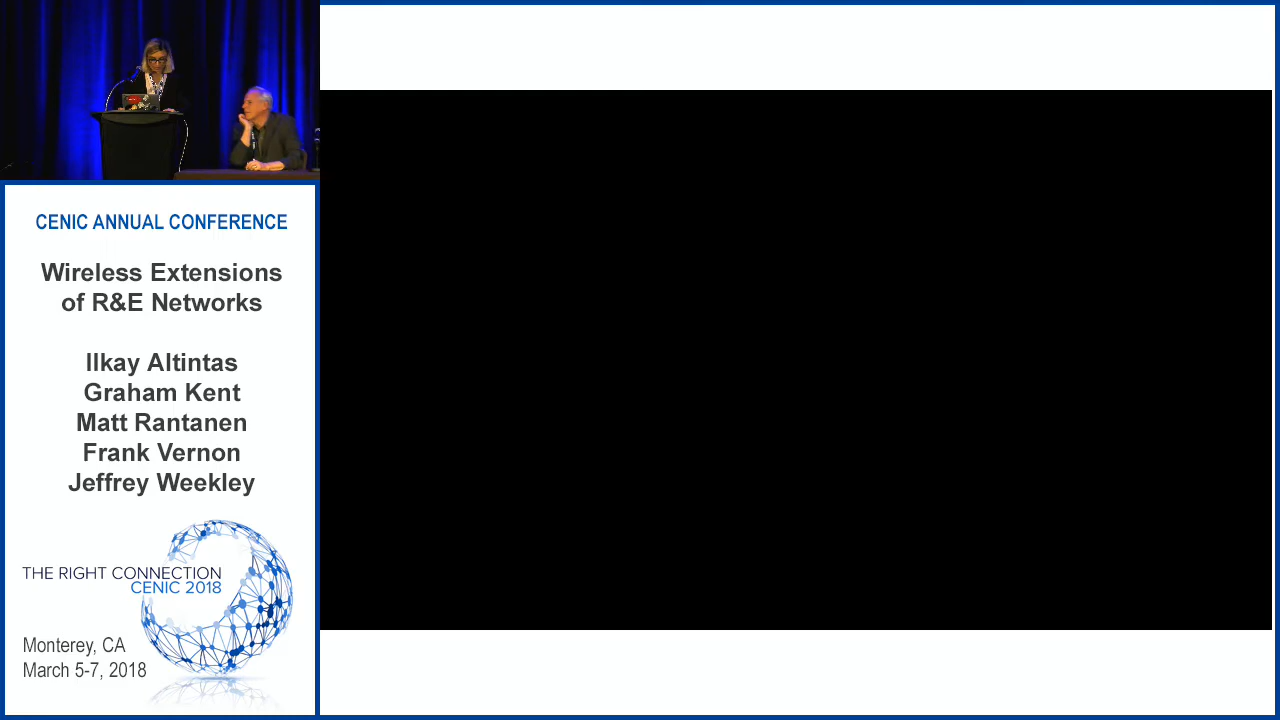 CENIC ANNUAL CONFERENCE
Wireless Extensions
of R&E Networks
Ilkay Altintas
Graham Kent
Matt Rantanen
Frank Vernon
Jeffrey Weekley
THE RIGHT CONNECTION
CENIC 2018
Monterey, CA
March 5-7, 2018